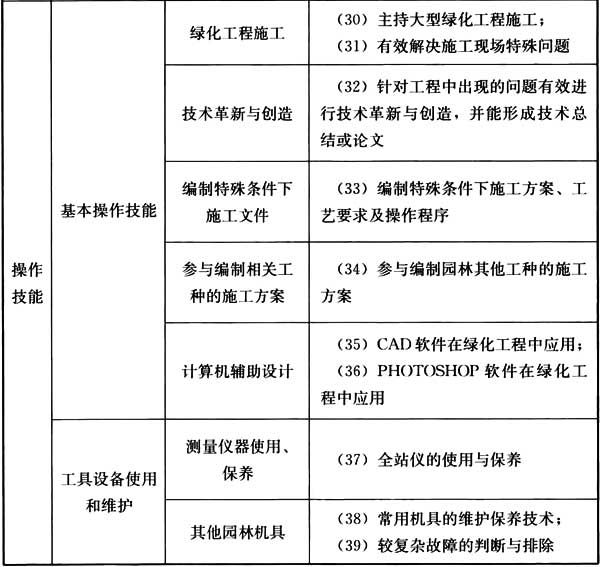 操作
技能
基本操作技能
绿化工程施工
（30）主持大型绿化工程施工；
（31）有效解决施工现场特殊问题
技术革新与创造
（32）针对工程中出现的问题有效进
行技术革新与创造，并能形成技术总
结或论文
编制特殊条件下
施工文件
（33）编制特殊条件下施工方案、工
艺要求及操作程序
参与编制相关工
种的施工方案
（34）参与编制园林其他工种的施工
方案
计算机辅助设计
（35）CAD软件在绿化工程中应用；
（36）PHOTOSHOP 软件在绿化工
程中应用
工具设备使用
和维护
测量仪器使用、
保养
（37）全站仪的使用与保养
其他园林机具
（38）常用机具的维护保养技术；
（39）较复杂故障的判断与排除